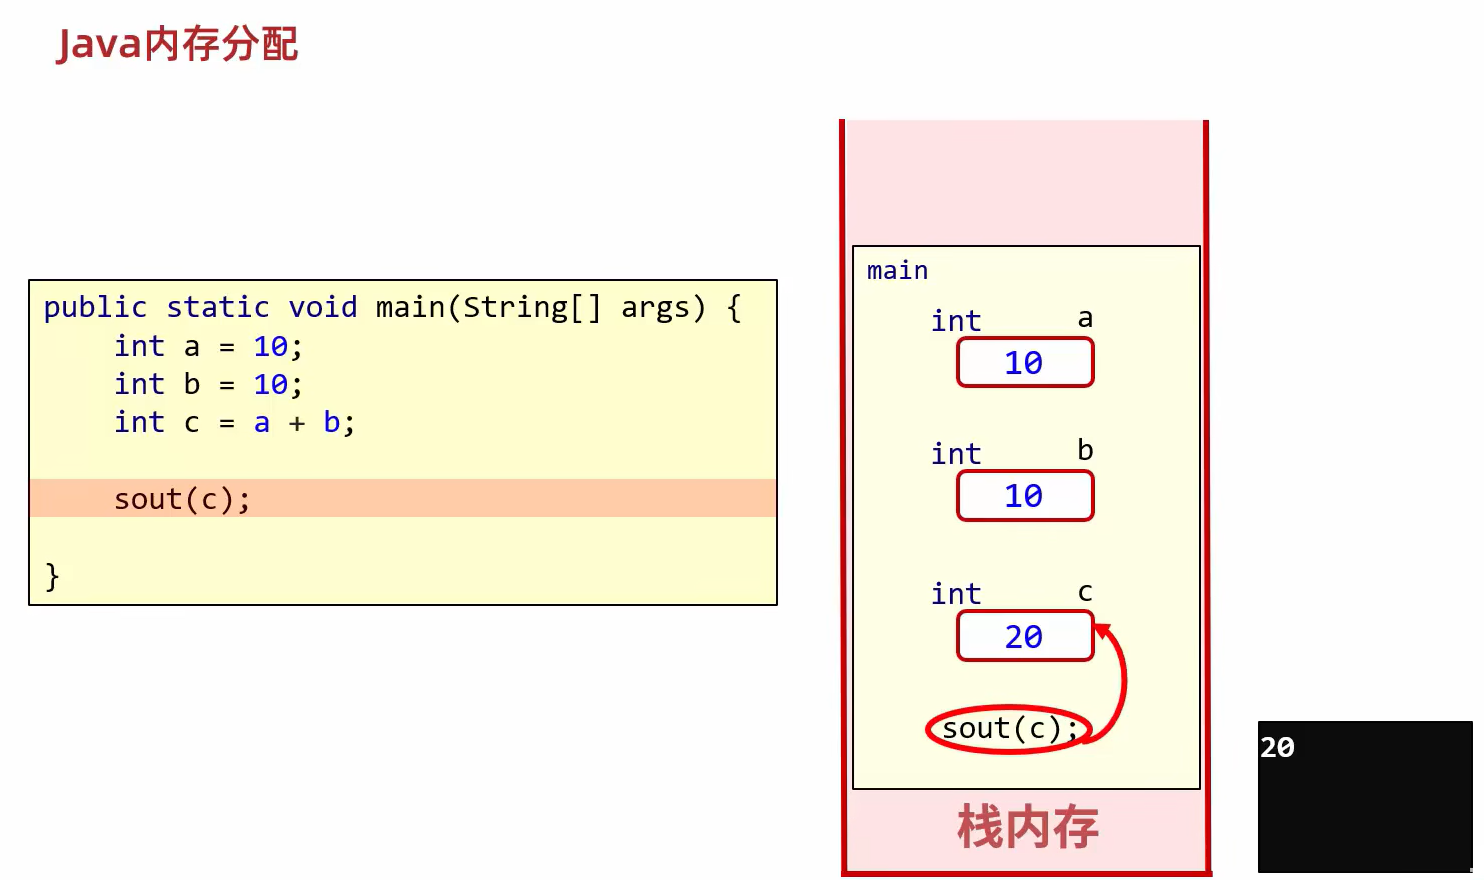 Java内存分配
public static void main(String[] args) {
    int a = 10;
    int b = 10;
    int c = a + b;
    sout(c);
}
main
int a
10
int b
10
int c
20
sout(c);
栈内存
20